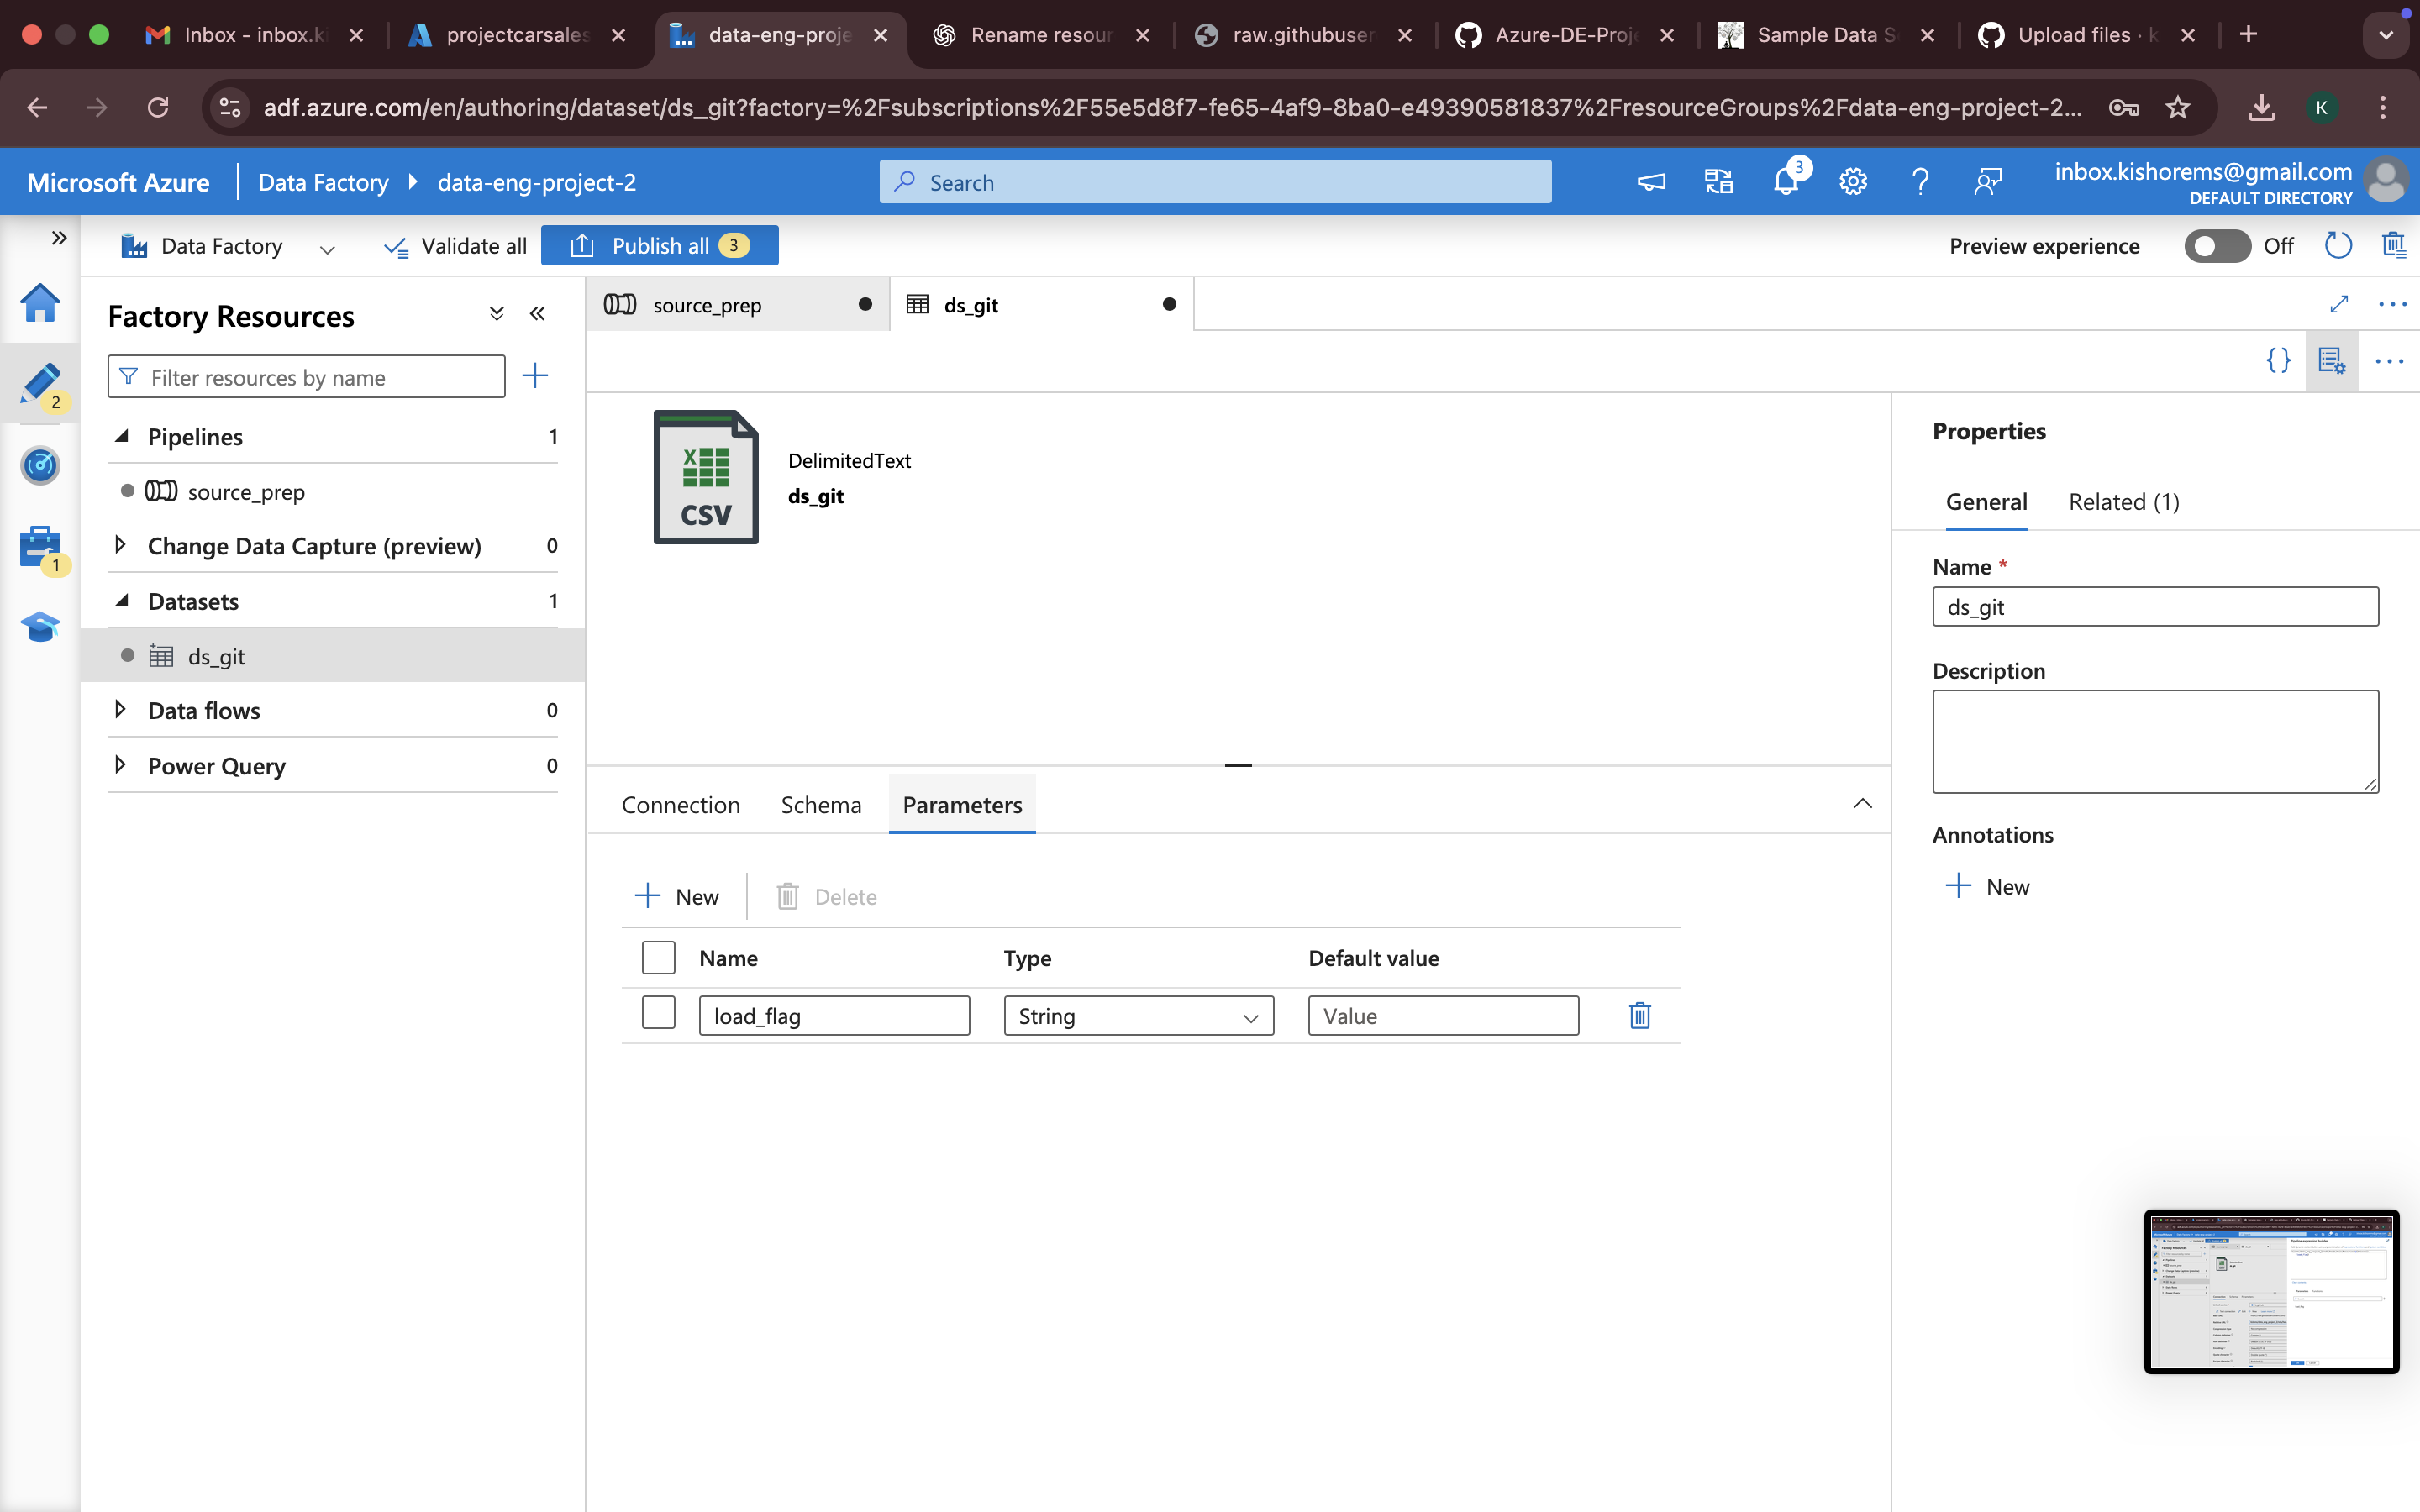 Inbox - inbox.ki
projectcarsales
data-eng-proje
Rename resour
raw.githubuser
Azure-DE-Proje
Sample Data S
Upload files · k
adf.azure.com/en/authoring/dataset/ds_git?factory=%2Fsubscriptions%2F55e5d8f7-fe65-4af9-8ba0-e49390581837%2FresourceGroups%2Fdata-eng-project-2...
K
Microsoft Azure
Data Factory
data-eng-project-2
Search
3
inbox.kishorems@gmail.com
DEFAULT DIRECTORY
Data Factory
Validate all
Publish all 3
Preview experience
Off
2
1
Factory Resources
Filter resources by name
Pipelines 1
source_prep
Change Data Capture (preview) 0
Datasets 1
ds_git
Data flows 0
Power Query 0
source_prep
ds_git
X
CSV
DelimitedText
ds_git
Connection Schema Parameters
New Delete
Name Type Default value
load_flag String Value
Properties
General Related (1)
Name *
ds_git
Description
Annotations
New